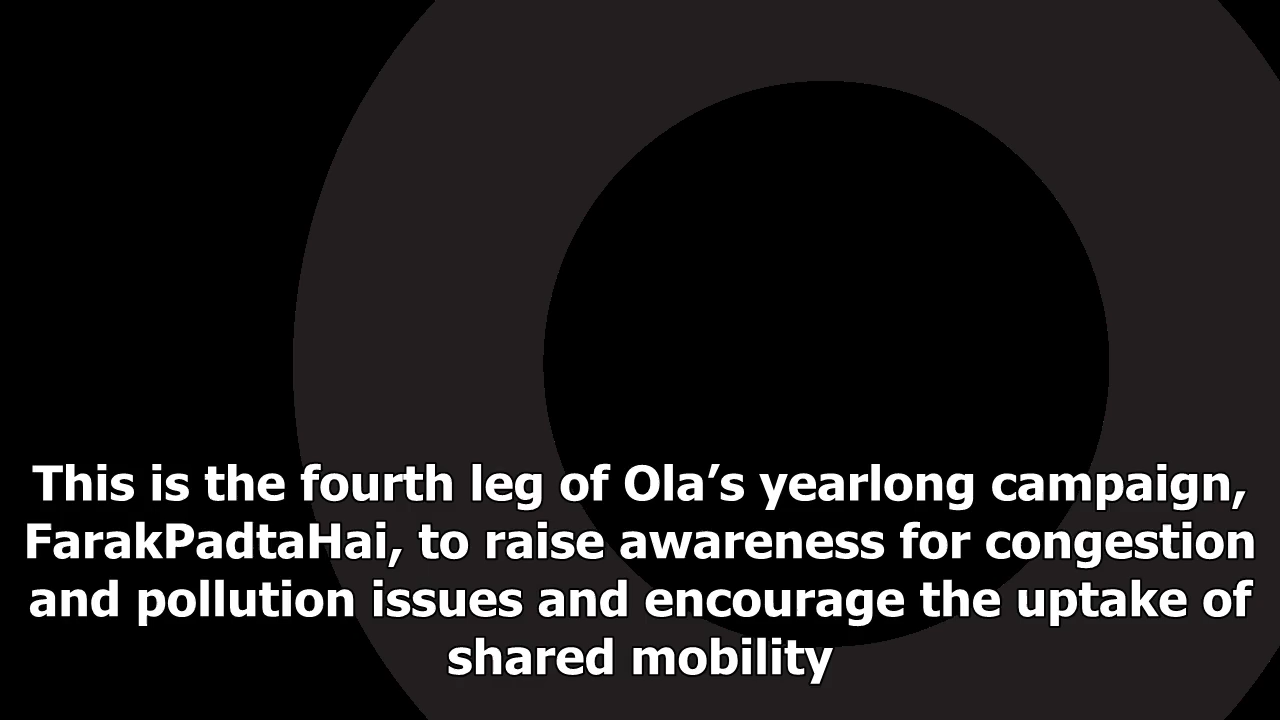 This is the fourth leg of Ola’s yearlong campaign,
FarakPadtaHai, to raise awareness for congestion
and pollution issues and encourage the uptake of
shared mobility